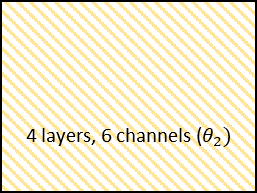 4 layers, 6 channels (𝜃₂)